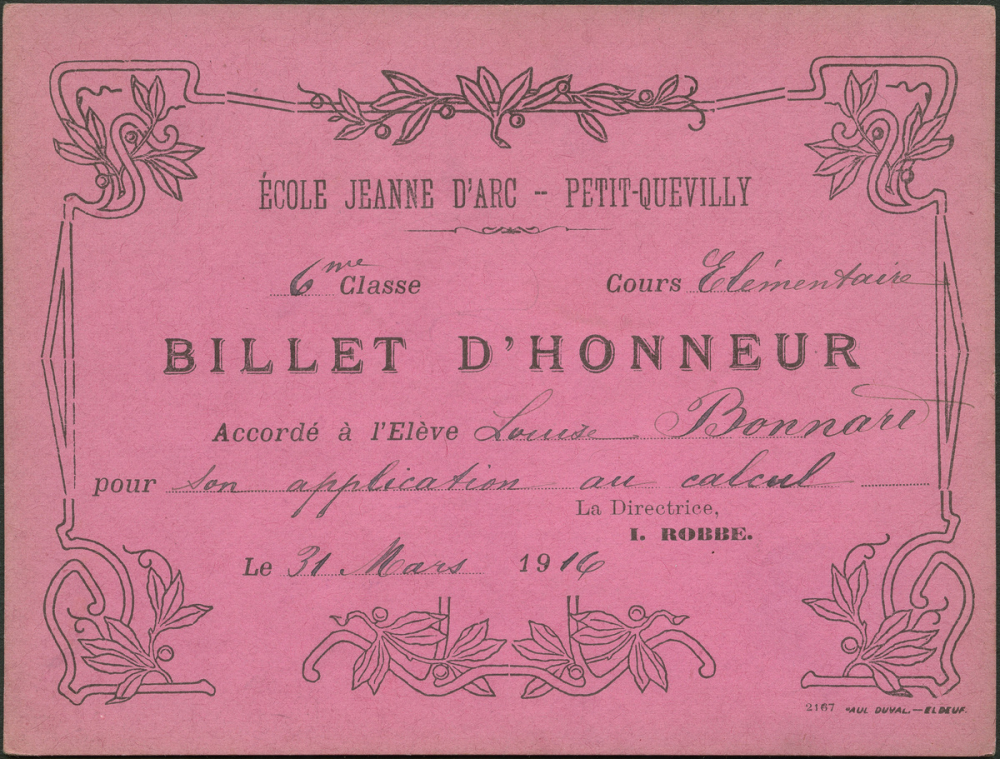 ÉCOLE JEANNE D'ARC -- PETIT-QUEVILLY
6me Classe Cours Elémentaire
BILLET D'HONNEUR
Accordé à l'Elève Louise Bonnart
pour son application au calcul
La Directrice,
I. ROBBE.
Le 31 Mars 1916
2167 PAUL DUVAL.—ELBEUF.